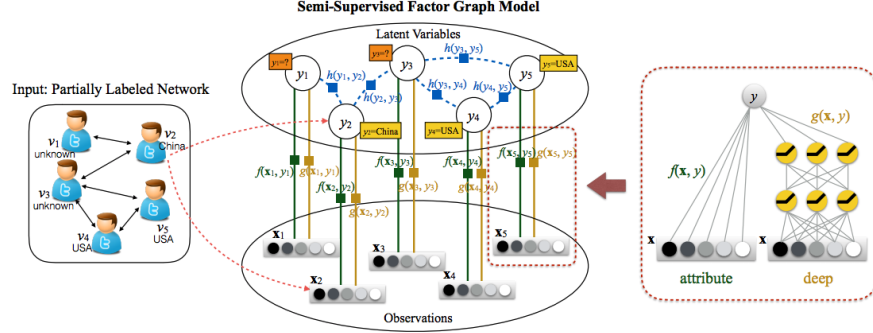 Semi-Supervised Factor Graph Model
Input: Partially Labeled Network
v1
unknown
v2
China
v3
unknown
v4
USA
v5
USA
Latent Variables
y1=?
y1
h(y1, y2)
y2
y2=China
h(y2, y3)
y3=?
y3
h(y3, y5)
h(y3, y4)
y4=USA
y4
h(y4, y5)
y5
y5=USA
f(x1, y1)
g(x1, y1)
f(x2, y2)
g(x2, y2)
f(x3, y3)
g(x3, y3)
f(x4, y4)
g(x4, y4)
f(x5, y5)
g(x5, y5)
x1
x2
x3
x4
x5
Observations
y
f(x, y)
g(x, y)
x
x
attribute
deep